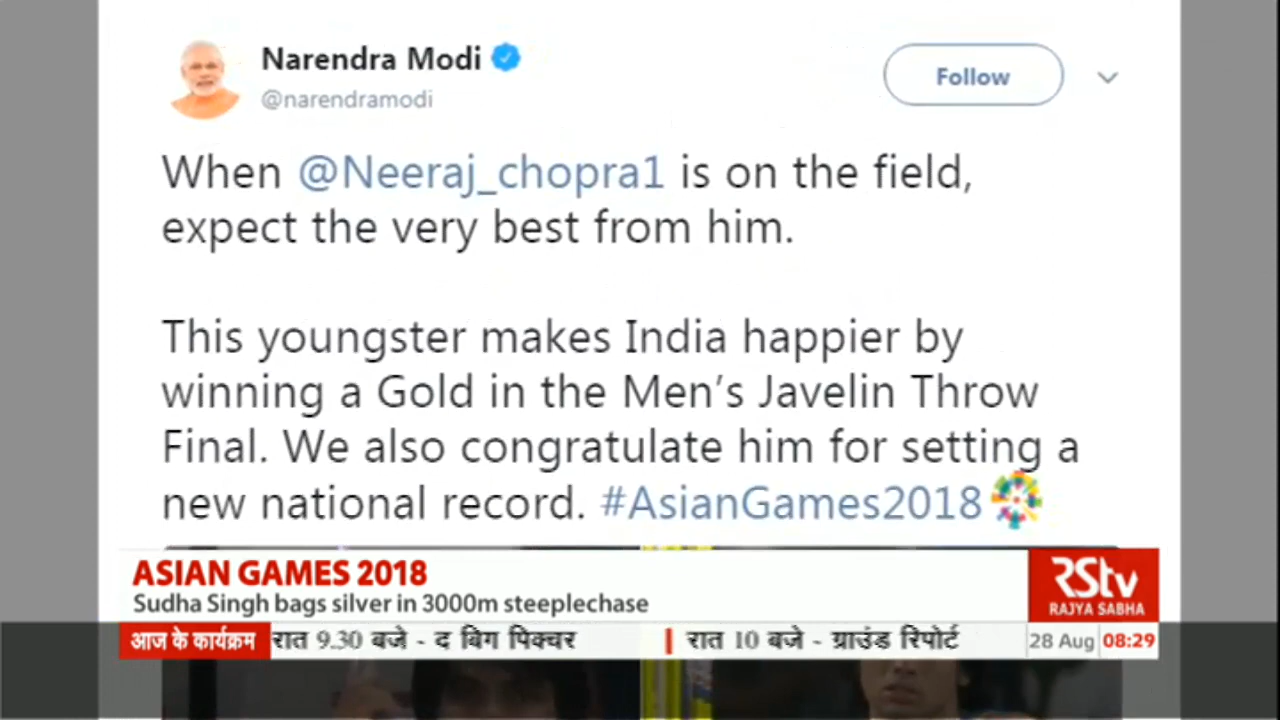 Narendra Modi
@narendramodi
Follow
When @Neeraj_chopra1 is on the field,
expect the very best from him.
This youngster makes India happier by
winning a Gold in the Men's Javelin Throw
Final. We also congratulate him for setting a
new national record. #AsianGames2018
ASIAN GAMES 2018
Sudha Singh bags silver in 3000m steeplechase
RStv
RAJYA SABHA
आज के कार्यक्रम रात 9.30 बजे - द बिग पिक्चर | रात 10 बजे - ग्राउंड रिपोर्ट 28 Aug 08:29